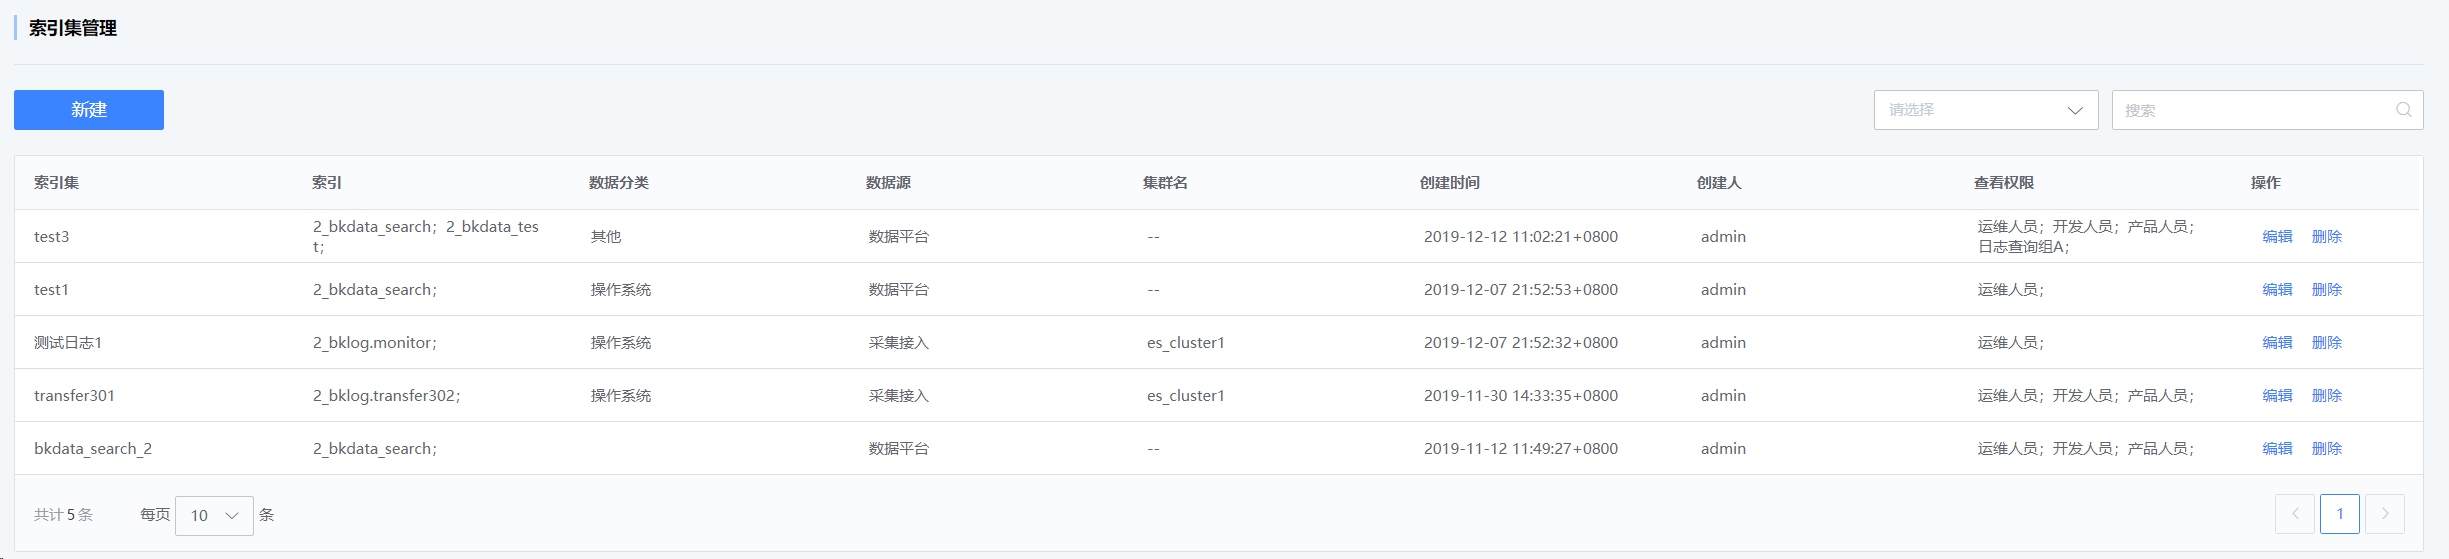 索引集管理
新建
请选择
搜索
索引集 索引 数据分类 数据源 集群名 创建时间 创建人 查看权限 操作
test3 2_bkdata_search；2_bkdata_tes 其他 数据平台 -- 2019-12-12 11:02:21+0800 admin 运维人员；开发人员；产品人员； 编辑 删除
t； 日志查询组A；
test1 2_bkdata_search； 操作系统 数据平台 -- 2019-12-07 21:52:53+0800 admin 运维人员； 编辑 删除
测试日志1 2_bklog.monitor； 操作系统 采集接入 es_cluster1 2019-12-07 21:52:32+0800 admin 运维人员； 编辑 删除
transfer301 2_bklog.transfer302； 操作系统 采集接入 es_cluster1 2019-11-30 14:33:35+0800 admin 运维人员；开发人员；产品人员； 编辑 删除
bkdata_search_2 2_bkdata_search； 数据平台 -- 2019-11-12 11:49:27+0800 admin 运维人员；开发人员；产品人员； 编辑 删除
共计 5 条 每页 10 条 1